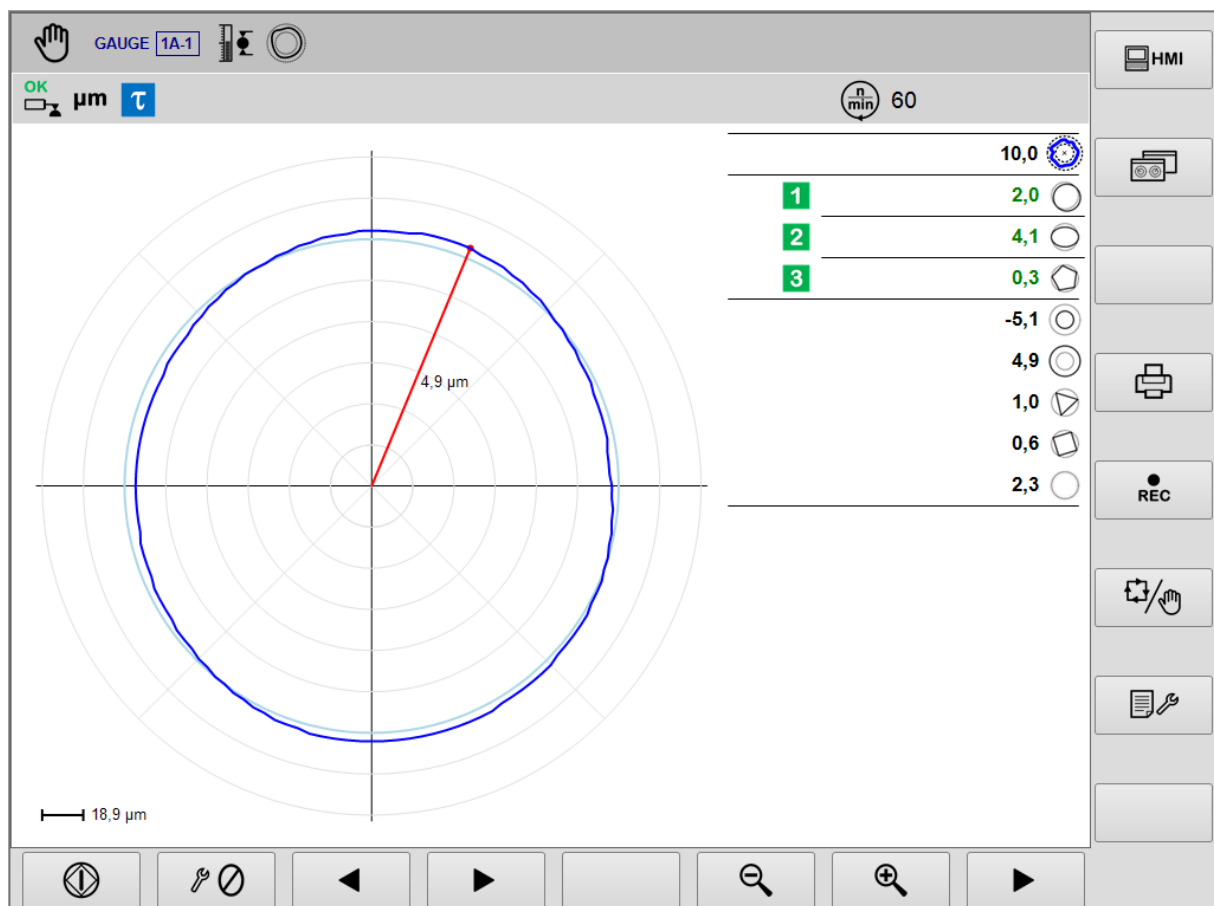 GAUGE 1A-1
HMI
OK
µm τ
n
min 60
10,0
1 2,0
2 4,1
3 0,3
-5,1
4,9
4,9 µm
1,0
0,6
2,3
REC
18,9 µm